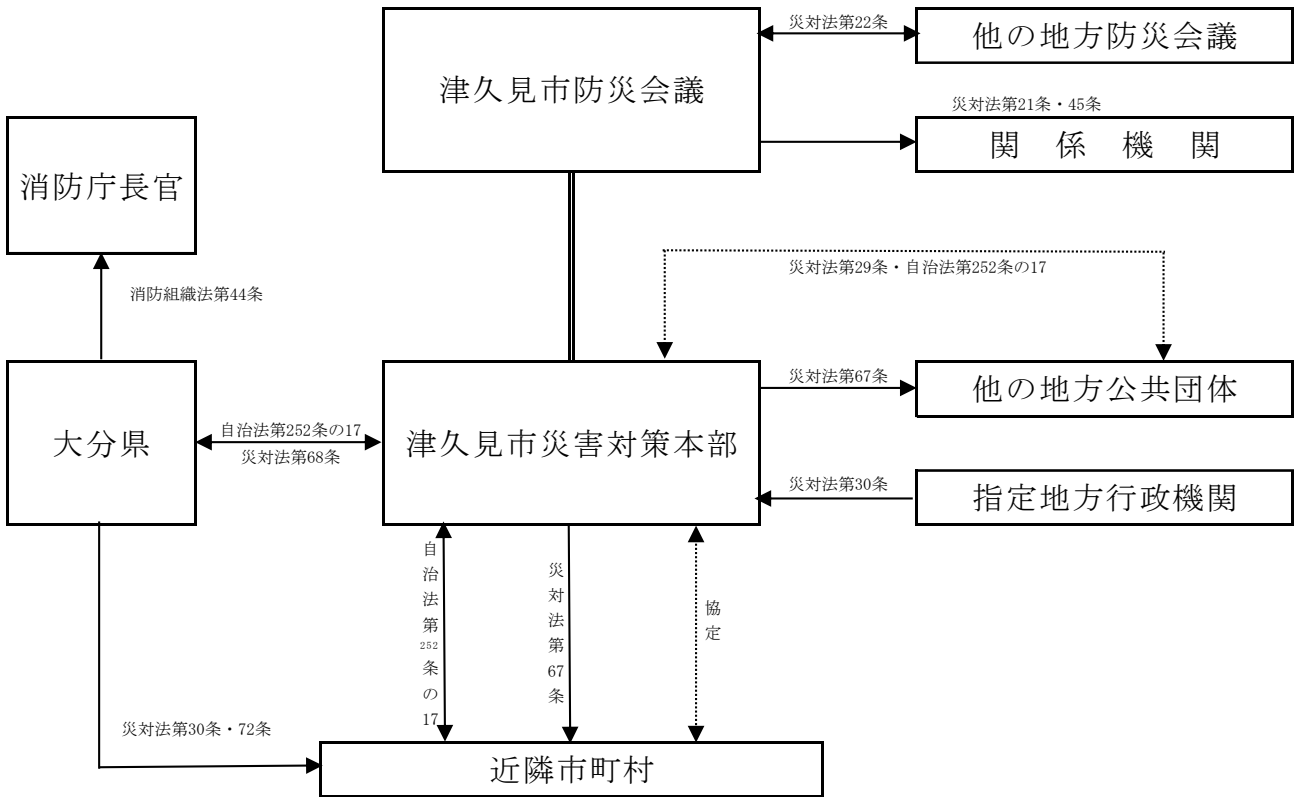 災対法第22条
他の地方防災会議
津久見市防災会議
災対法第21条・45条
関係機関
消防庁長官
災対法第29条・自治法第252条の17
消防組織法第44条
災対法第67条
他の地方公共団体
大分県
自治法第252条の17
災対法第68条
津久見市災害対策本部
災対法第30条
指定地方行政機関
自治法第252条の17
災対法第67条
協定
災対法第30条・72条
近隣市町村